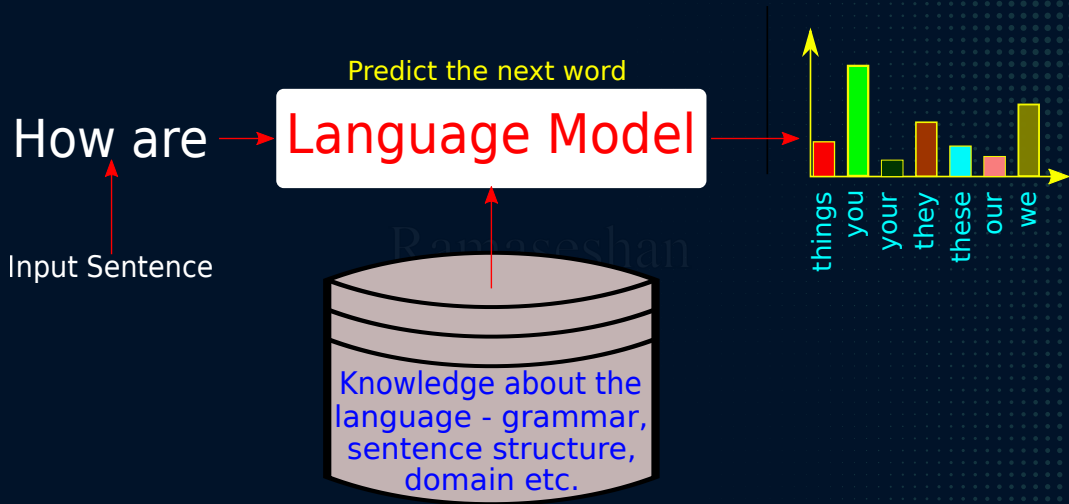 Predict the next word
How are
Language Model
Input Sentence
Ramaseshan
Knowledge about the
language - grammar,
sentence structure,
domain etc.
things
you
your
they
these
our
we